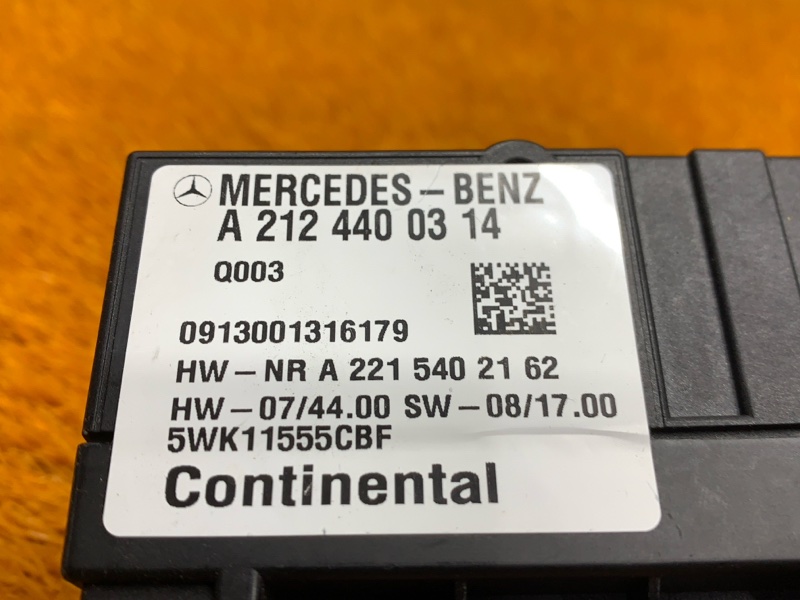 MERCEDES-BENZ
A 212 440 03 14
Q003
0913001316179
HW-NR A 221 540 21 62
HW-07/44.00 SW-08/17.00
5WK11555CBF
Continental